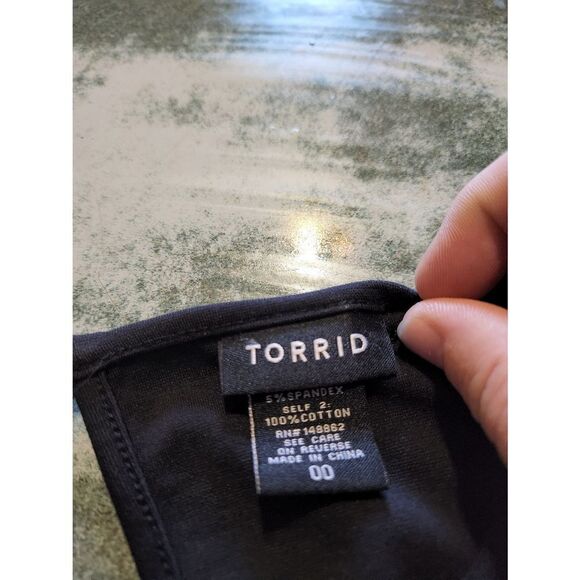 TORRID
5% SPANDEX
SELF 2:
100% COTTON
RN# 148862
SEE CARE
ON REVERSE
MADE IN CHINA
00